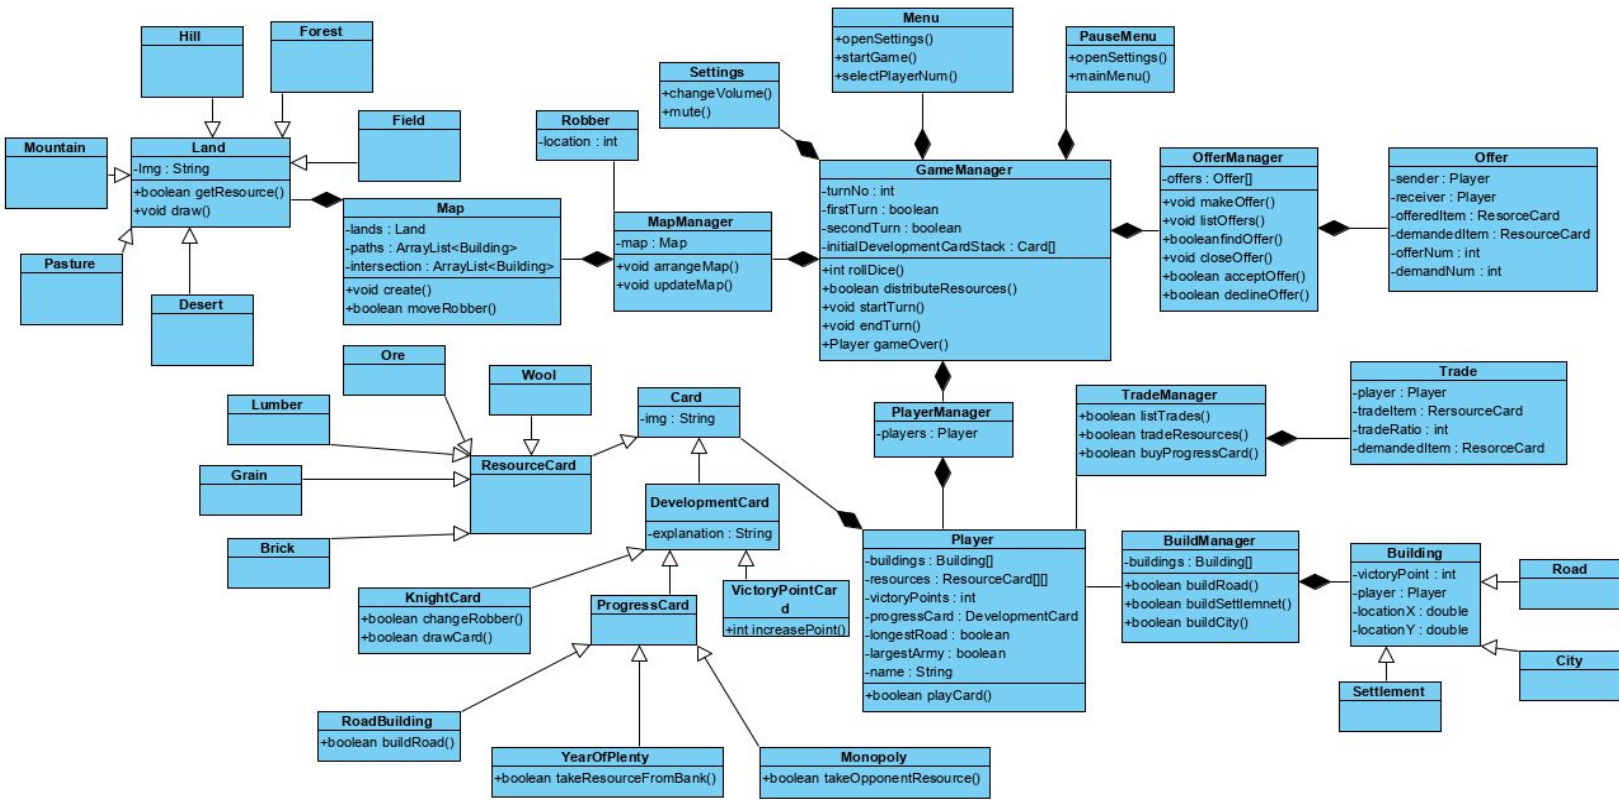 Menu
+openSettings()
+startGame()
+selectPlayerNum()
PauseMenu
+openSettings()
+mainMenu()
Hill
Forest
Settings
+changeVolume()
+mute()
Robber
-location : int
Field
Mountain
Land
-Img : String
+boolean getResource()
+void draw()
GameManager
-turnNo : int
-firstTurn : boolean
-secondTurn : boolean
-initialDevelopmentCardStack : Card[]
+int rollDice()
+boolean distributeResources()
+void startTurn()
+void endTurn()
+Player gameOver()
OfferManager
-offers : Offer[]
+void makeOffer()
+void listOffers()
+booleanfindOffer()
+void closeOffer()
+boolean acceptOffer()
+boolean declineOffer()
Offer
-sender : Player
-receiver : Player
-offeredItem : ResorceCard
-demandedItem : ResourceCard
-offerNum : int
-demandNum : int
Map
-lands : Land
-paths : ArrayList<Building>
-intersection : ArrayList<Building>
+void create()
+boolean moveRobber()
MapManager
-map : Map
+void arrangeMap()
+void updateMap()
Pasture
Desert
Ore
Wool
Lumber
Card
-img : String
PlayerManager
-players : Player
TradeManager
+boolean listTrades()
+boolean tradeResources()
+boolean buyProgressCard()
Trade
-player : Player
-tradeItem : RersourceCard
-tradeRatio : int
-demandedItem : ResorceCard
Grain
ResourceCard
DevelopmentCard
-explanation : String
Brick
Player
-buildings : Building[]
-resources : ResourceCard[][]
-victoryPoints : int
-progressCard : DevelopmentCard
-longestRoad : boolean
-largestArmy : boolean
-name : String
+boolean playCard()
BuildManager
-buildings : Building[]
+boolean buildRoad()
+boolean buildSettlemnet()
+boolean buildCity()
Building
-victoryPoint : int
-player : Player
-locationX : double
-locationY : double
Road
City
Settlement
KnightCard
+boolean changeRobber()
+boolean drawCard()
ProgressCard
VictoryPointCar
d
+int increasePoint()
RoadBuilding
+boolean buildRoad()
YearOfPlenty
+boolean takeResourceFromBank()
Monopoly
+boolean takeOpponentResource()